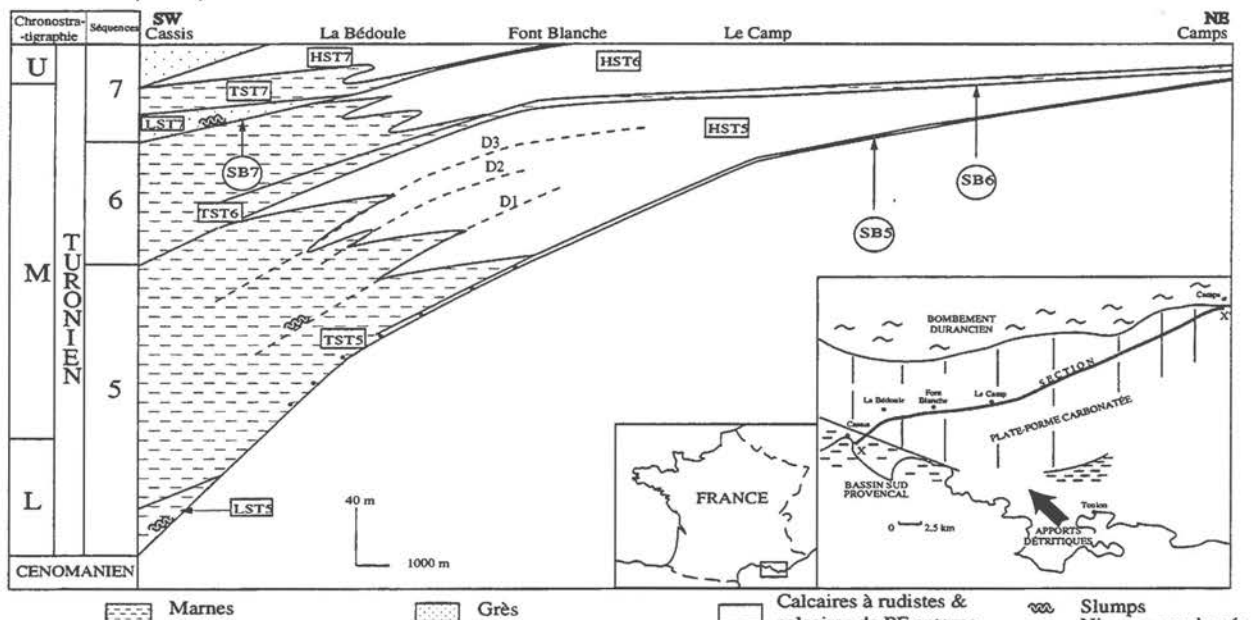 Chronostra-
-tigraphie
Séquences
SW
Cassis
La Bédoule
Font Blanche
Le Camp
NE
Camps
U
M
L
TURONIEN
CENOMANIEN
7
6
5
HST7
TST7
LST7
SB7
HST6
TST6
SB6
HST5
SB5
D3
D2
D1
TST5
LST5
40 m
1000 m
FRANCE
BOMBEMENT
DURANCIEN
Camps
X'
SECTION
La Bédoule
Font
Blanche
Le Camp
Cassis
X
PLATE-FORME CARBONATÉE
BASSIN SUD
PROVENCAL
0 2,5 km
Toulon
APPORTS
DÉTRITIQUES
Marnes
Grès
Calcaires à rudistes &
Slumps